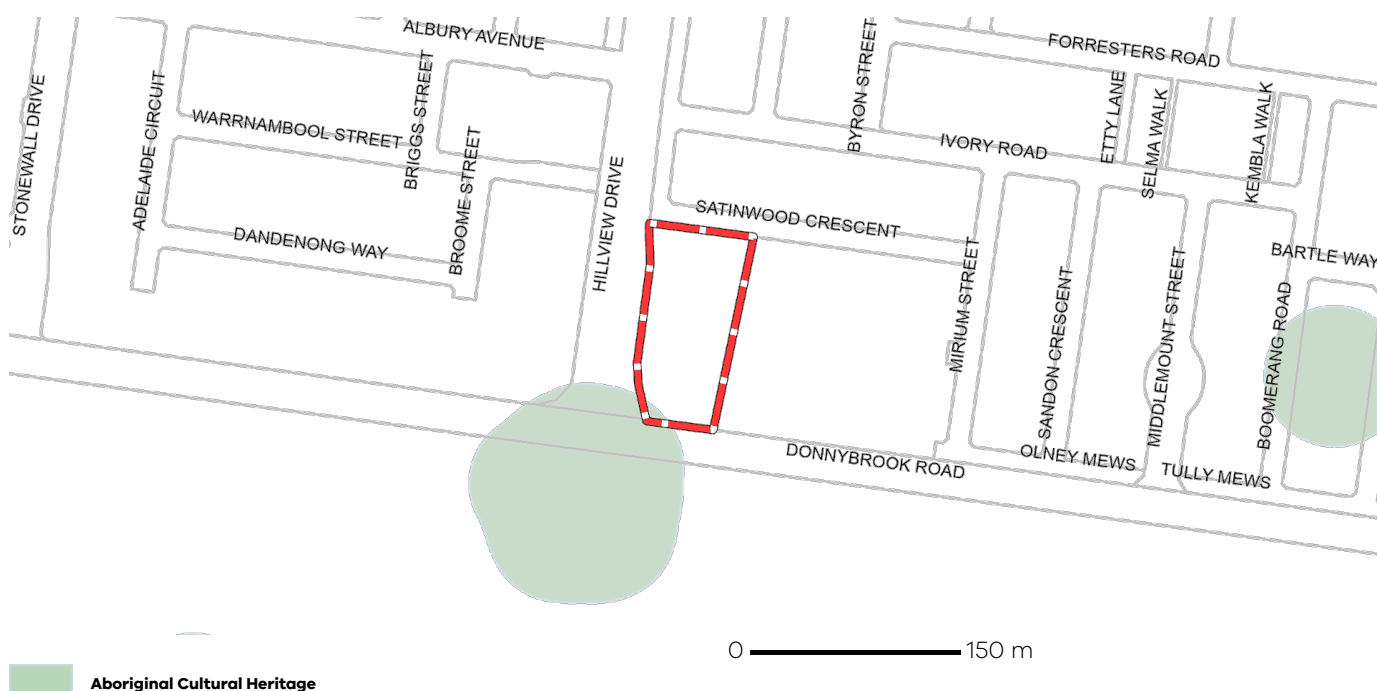 ALBURY AVENUE
FORRESTERS ROAD
STONEWALL DRIVE
ADELAIDE CIRCUIT
WARRNAMBOOL STREET
BRIGGS STREET
BROOME STREET
BYRON STREET
ETTY LANE
SELMA WALK
KEMBLA WALK
IVORY ROAD
HILLVIEW DRIVE
SATINWOOD CRESCENT
DANDENONG WAY
MIRIUM STREET
SANDON CRESCENT
MIDDLEMOUNT STREET
BOOMERANG ROAD
BARTLE WAY
DONNYBROOK ROAD
OLNEY MEWS
TULLY MEWS
0 150 m
Aboriginal Cultural Heritage